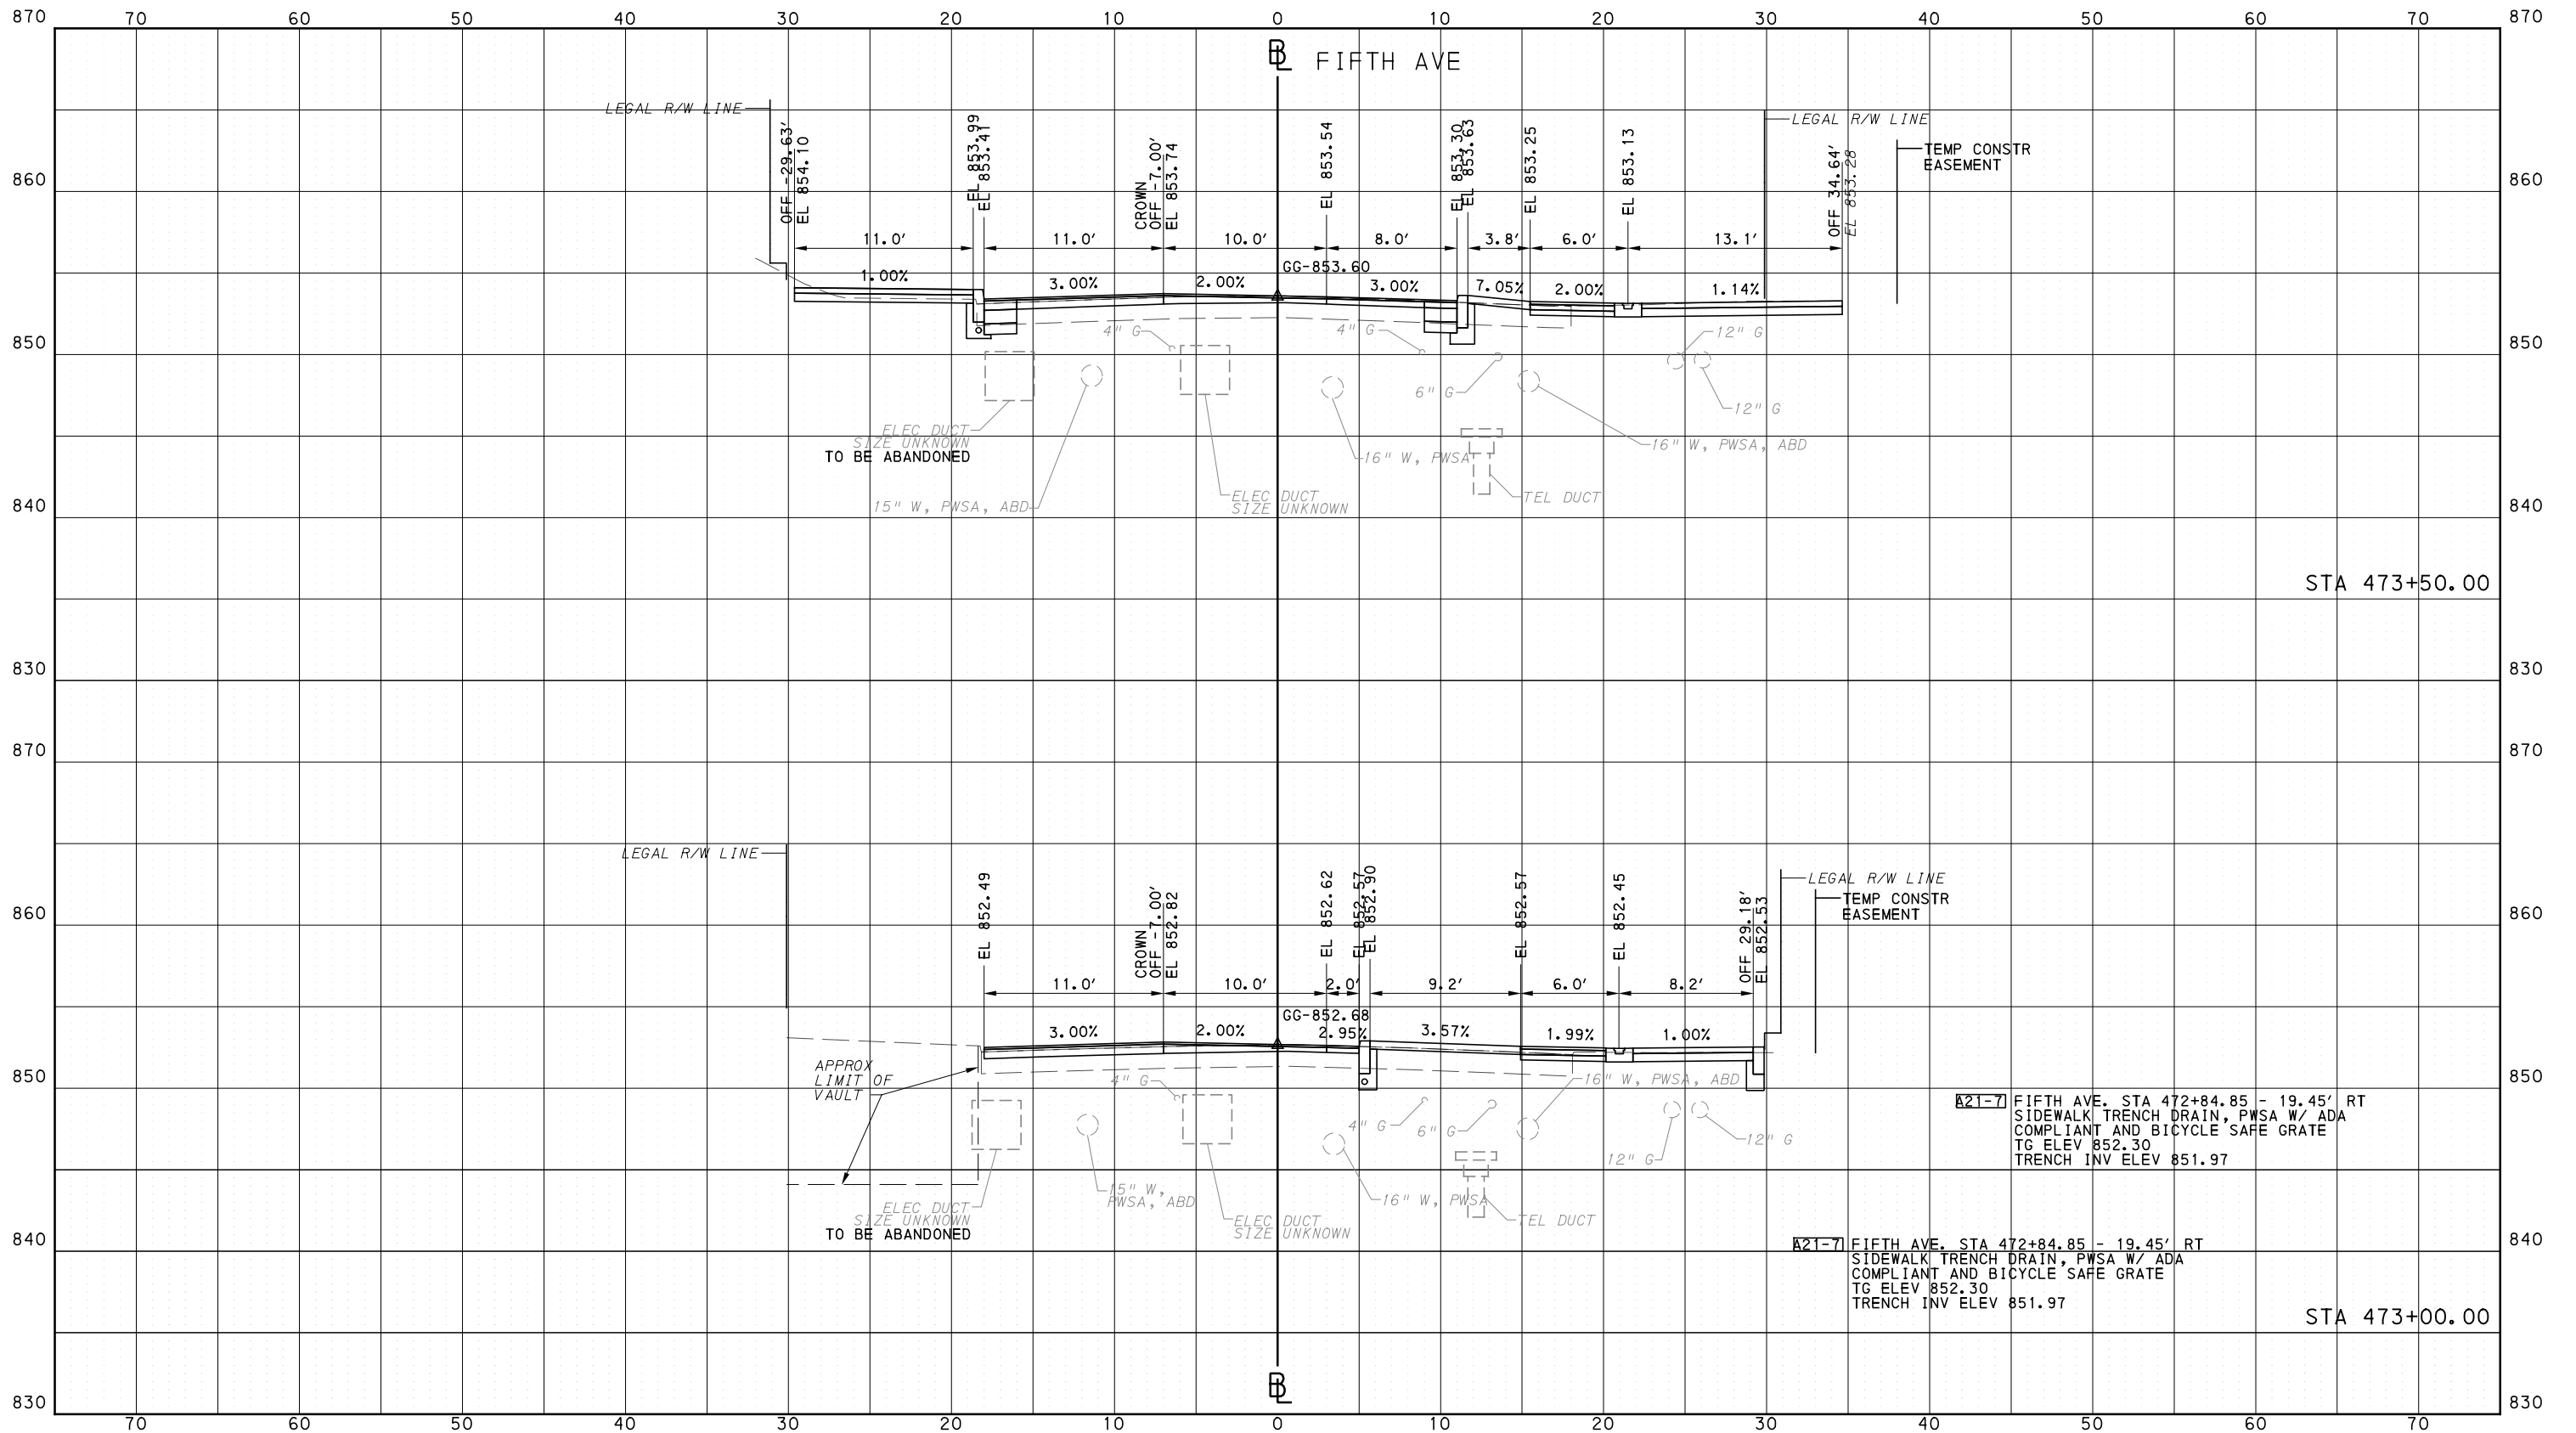 870 70 60 50 40 30 20 10 0 10 20 30 40 50 60 70 870
BL FIFTH AVE
LEGAL R/W LINE
OFF -29.63'
EL 854.10
EL 853.99
EL 853.41
CROWN
OFF -7.00'
EL 853.74
EL 853.54
EL 853.30
EL 853.63
EL 853.25
EL 853.13
LEGAL R/W LINE
OFF 34.64'
EL 853.28
TEMP CONSTR
EASEMENT
860 860
11.0' 11.0' 10.0' 8.0' 3.8' 6.0' 13.1'
GG-853.60
1.00% 3.00% 2.00% 3.00% 7.05% 2.00% 1.14%
850 850
4" G
4" G
12" G
6" G
12" G
ELEC DUCT
SIZE UNKNOWN
TO BE ABANDONED
16" W, PWSA
16" W, PWSA, ABD
15" W, PWSA, ABD
ELEC DUCT
SIZE UNKNOWN
TEL DUCT
840 840
STA 473+50.00
830 830
870 870
LEGAL R/W LINE
EL 852.49
CROWN
OFF -7.00'
EL 852.82
EL 852.62
EL 852.57
EL 852.90
EL 852.57
EL 852.45
OFF 29.18'
EL 852.53
LEGAL R/W LINE
TEMP CONSTR
EASEMENT
860 860
11.0' 10.0' 2.0' 9.2' 6.0' 8.2'
GG-852.68
3.00% 2.00% 2.95% 3.57% 1.99% 1.00%
APPROX
LIMIT OF
VAULT
850 850
4" G
16" W, PWSA, ABD
4" G
6" G
12" G
12" G
A21-7 FIFTH AVE. STA 472+84.85 - 19.45' RT
SIDEWALK TRENCH DRAIN, PWSA W/ ADA
COMPLIANT AND BICYCLE SAFE GRATE
TG ELEV 852.30
TRENCH INV ELEV 851.97
ELEC DUCT
SIZE UNKNOWN
TO BE ABANDONED
15" W,
PWSA, ABD
ELEC DUCT
SIZE UNKNOWN
16" W, PWSA
TEL DUCT
840 840
A21-7 FIFTH AVE. STA 472+84.85 - 19.45' RT
SIDEWALK TRENCH DRAIN, PWSA W/ ADA
COMPLIANT AND BICYCLE SAFE GRATE
TG ELEV 852.30
TRENCH INV ELEV 851.97
STA 473+00.00
BL
830 830
70 60 50 40 30 20 10 0 10 20 30 40 50 60 70